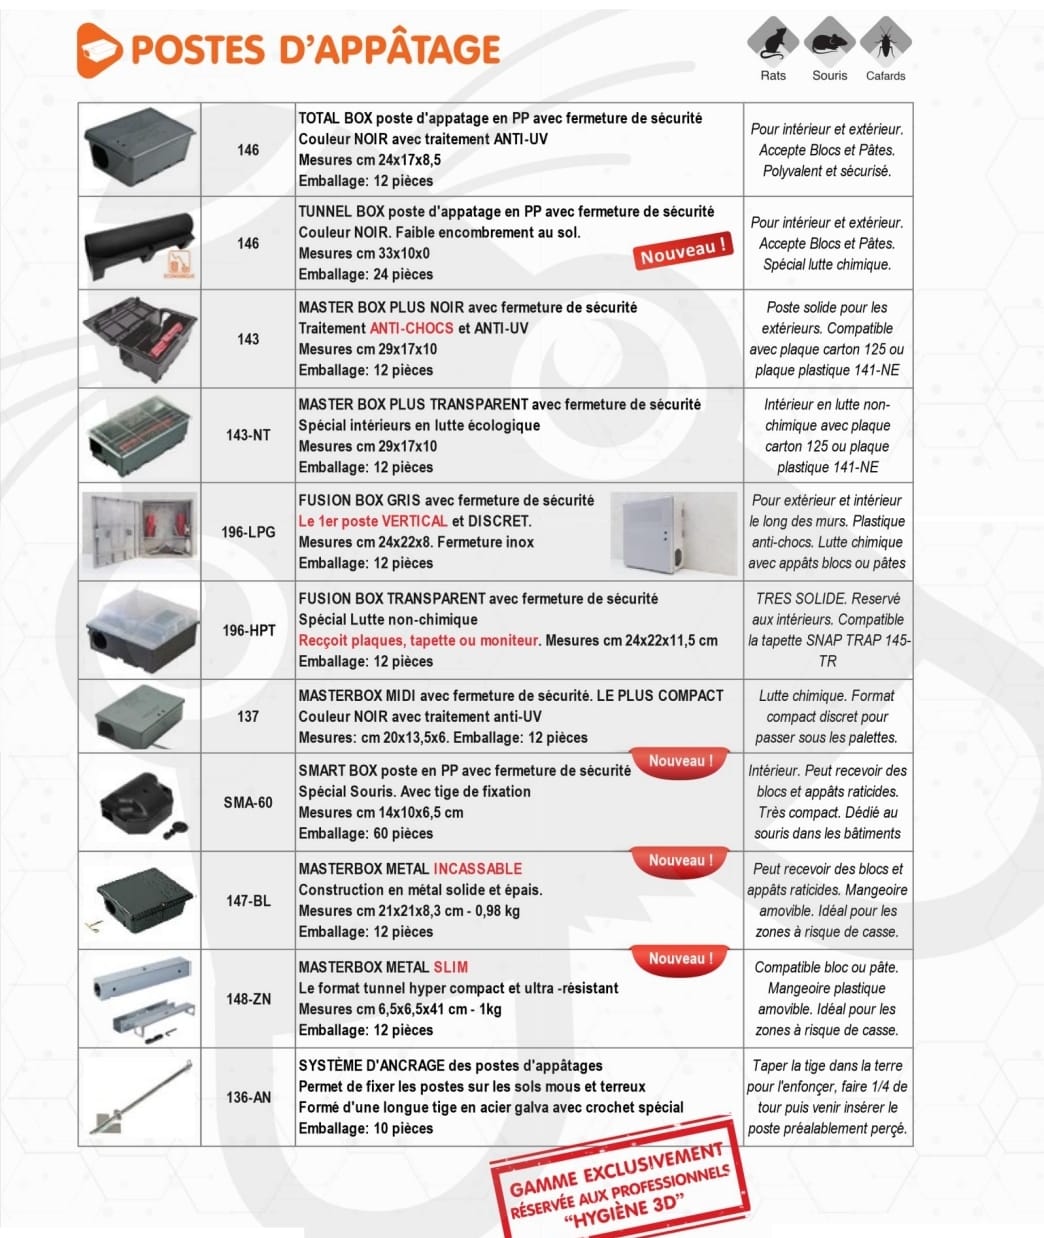 POSTES D'APPÂTAGE
Rats
Souris
Cafards
146
TOTAL BOX poste d'appatage en PP avec fermeture de sécurité
Couleur NOIR avec traitement ANTI-UV
Mesures cm 24x17x8,5
Emballage: 12 pièces
Pour intérieur et extérieur.
Accepte Blocs et Pâtes.
Polyvalent et sécurisé.
146
TUNNEL BOX poste d'appatage en PP avec fermeture de sécurité
Couleur NOIR. Faible encombrement au sol.
Mesures cm 33x10x0
Emballage: 24 pièces
Nouveau !
Pour intérieur et extérieur.
Accepte Blocs et Pâtes.
Spécial lutte chimique.
143
MASTER BOX PLUS NOIR avec fermeture de sécurité
Traitement ANTI-CHOCS et ANTI-UV
Mesures cm 29x17x10
Emballage: 12 pièces
Poste solide pour les
extérieurs. Compatible
avec plaque carton 125 ou
plaque plastique 141-NE
143-NT
MASTER BOX PLUS TRANSPARENT avec fermeture de sécurité
Spécial intérieurs en lutte écologique
Mesures cm 29x17x10
Emballage: 12 pièces
Intérieur en lutte non-
chimique avec plaque
carton 125 ou plaque
plastique 141-NE
196-LPG
FUSION BOX GRIS avec fermeture de sécurité
Le 1er poste VERTICAL et DISCRET.
Mesures cm 24x22x8. Fermeture inox
Emballage: 12 pièces
Pour extérieur et intérieur
le long des murs. Plastique
anti-chocs. Lutte chimique
avec appâts blocs ou pâtes
196-HPT
FUSION BOX TRANSPARENT avec fermeture de sécurité
Spécial Lutte non-chimique
Recçoit plaques, tapette ou moniteur. Mesures cm 24x22x11,5 cm
Emballage: 12 pièces
TRES SOLIDE. Reservé
aux intérieurs. Compatible
la tapette SNAP TRAP 145-
TR
137
MASTERBOX MIDI avec fermeture de sécurité. LE PLUS COMPACT
Couleur NOIR avec traitement anti-UV
Mesures: cm 20x13,5x6. Emballage: 12 pièces
Lutte chimique. Format
compact discret pour
passer sous les palettes.
SMA-60
SMART BOX poste en PP avec fermeture de sécurité
Spécial Souris. Avec tige de fixation
Mesures cm 14x10x6,5 cm
Emballage: 60 pièces
Nouveau !
Intérieur. Peut recevoir des
blocs et appâts raticides.
Très compact. Dédié au
souris dans les bâtiments
147-BL
MASTERBOX METAL INCASSABLE
Construction en métal solide et épais.
Mesures cm 21x21x8,3 cm - 0,98 kg
Emballage: 12 pièces
Nouveau !
Peut recevoir des blocs et
appâts raticides. Mangeoire
amovible. Idéal pour les
zones à risque de casse.
148-ZN
MASTERBOX METAL SLIM
Le format tunnel hyper compact et ultra -résistant
Mesures cm 6,5x6,5x41 cm - 1kg
Emballage: 12 pièces
Nouveau !
Compatible bloc ou pâte.
Mangeoire plastique
amovible. Idéal pour les
zones à risque de casse.
136-AN
SYSTÈME D'ANCRAGE des postes d'appâtages
Permet de fixer les postes sur les sols mous et terreux
Formé d'une longue tige en acier galva avec crochet spécial
Emballage: 10 pièces
Taper la tige dans la terre
pour l'enfonçer, faire 1/4 de
tour puis venir insérer le
poste préalablement perçé.
GAMME EXCLUSIVEMENT
RÉSERVÉE AUX PROFESSIONNELS
"HYGIÈNE 3D"